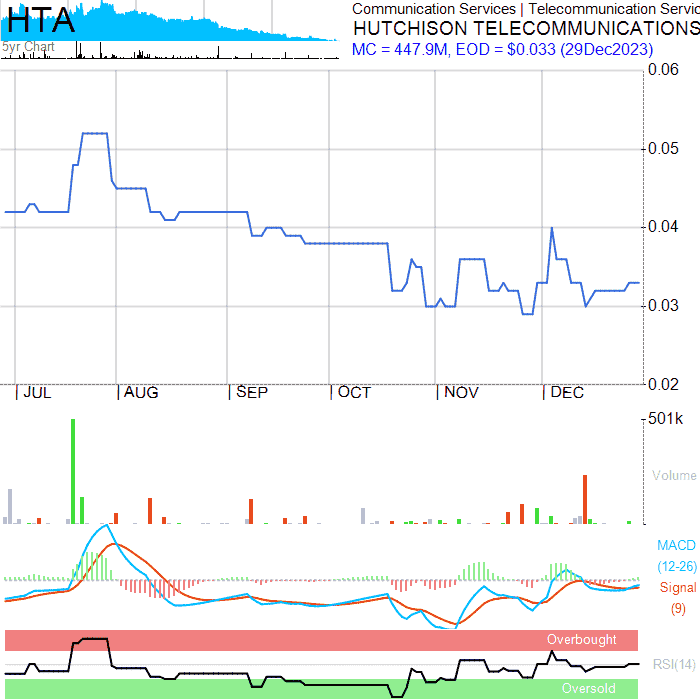 HTA
5yr Chart
Communication Services | Telecommunication Servic
HUTCHISON TELECOMMUNICATIONS
MC = 447.9M, EOD = $0.033 (29Dec2023)
0.06
0.05
0.04
0.03
0.02
JUL AUG SEP OCT NOV DEC
501k
Volume
MACD
(12-26)
Signal
(9)
Overbought
RSI(14)
Oversold